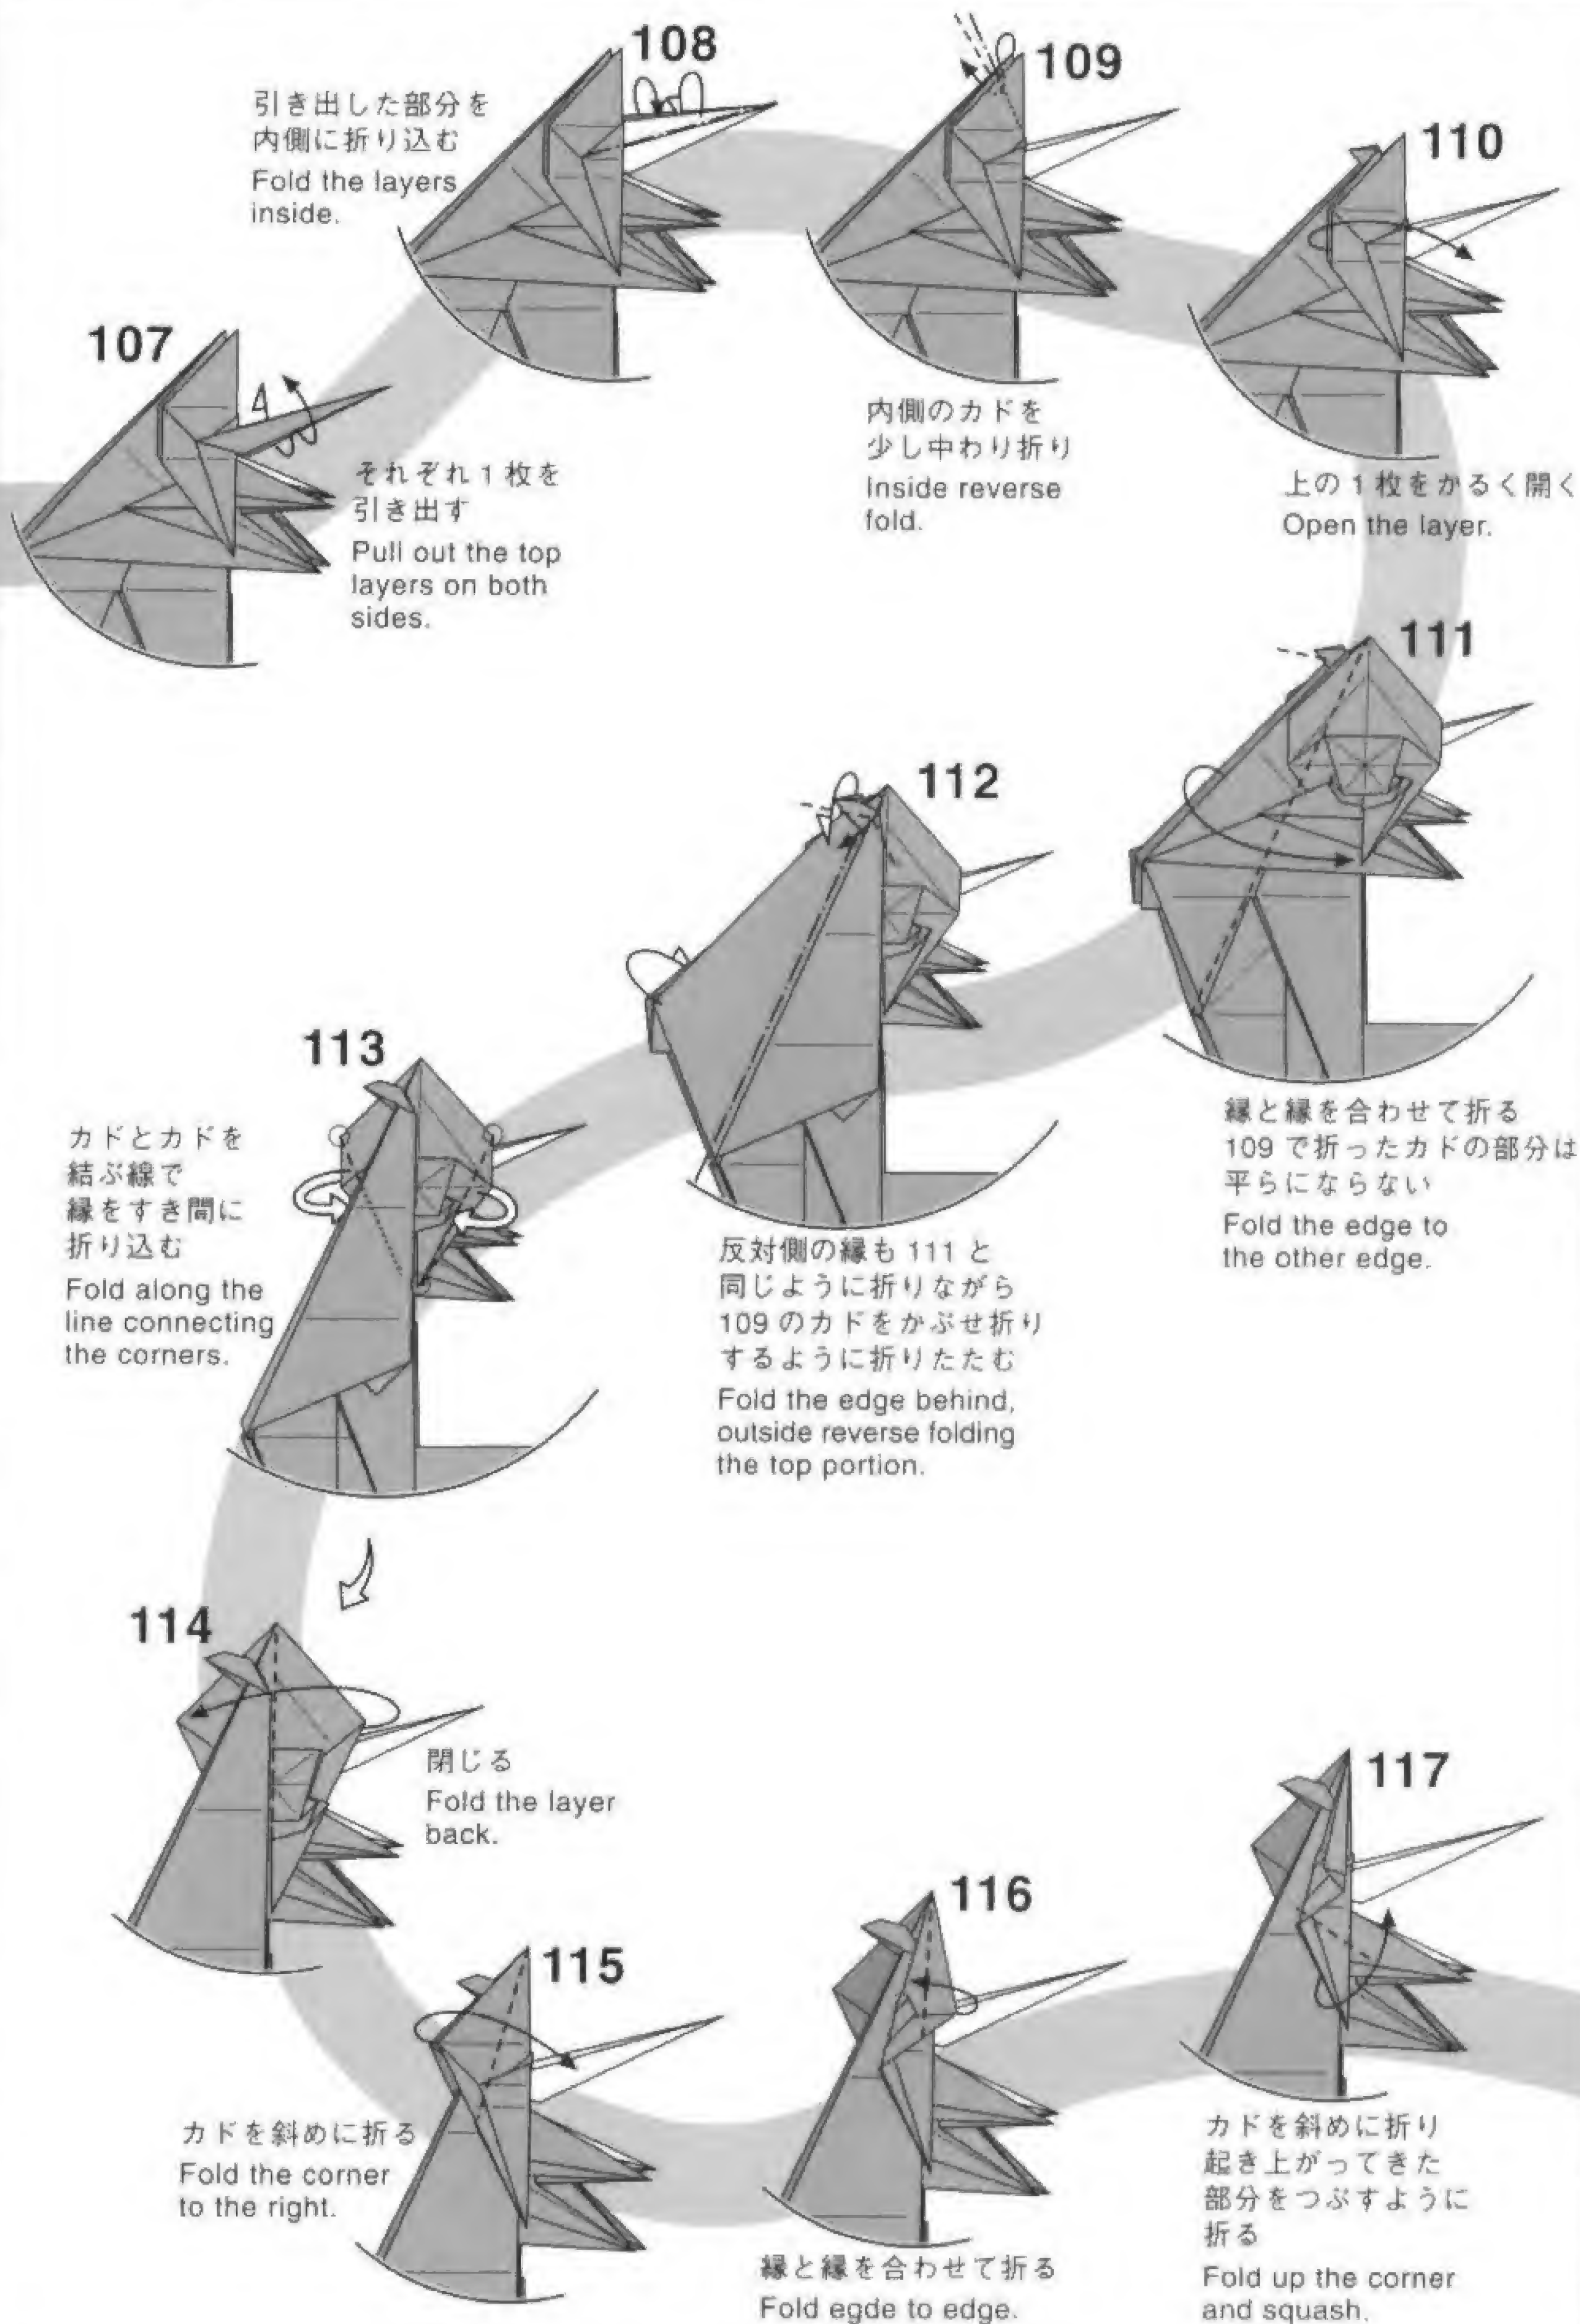 107
それぞれ1枚を
引き出す
Pull out the top
layers on both
sides.
108
引き出した部分を
内側に折り込む
Fold the layers
inside.
109
内側のカドを
少し中わり折り
Inside reverse
fold.
110
上の1枚をかるく開く
Open the layer.
111
縁と縁を合わせて折る
109で折ったカドの部分は
平らにならない
Fold the edge to
the other edge.
112
反対側の縁も111と
同じように折りながら
109のカドをかぶせ折り
するように折りたたむ
Fold the edge behind,
outside reverse folding
the top portion.
113
カドとカドを
結ぶ線で
縁をすき間に
折り込む
Fold along the
line connecting
the corners.
114
閉じる
Fold the layer
back.
115
カドを斜めに折る
Fold the corner
to the right.
116
縁と縁を合わせて折る
Fold egde to edge.
117
カドを斜めに折り
起き上がってきた
部分をつぶすように
折る
Fold up the corner
and squash.